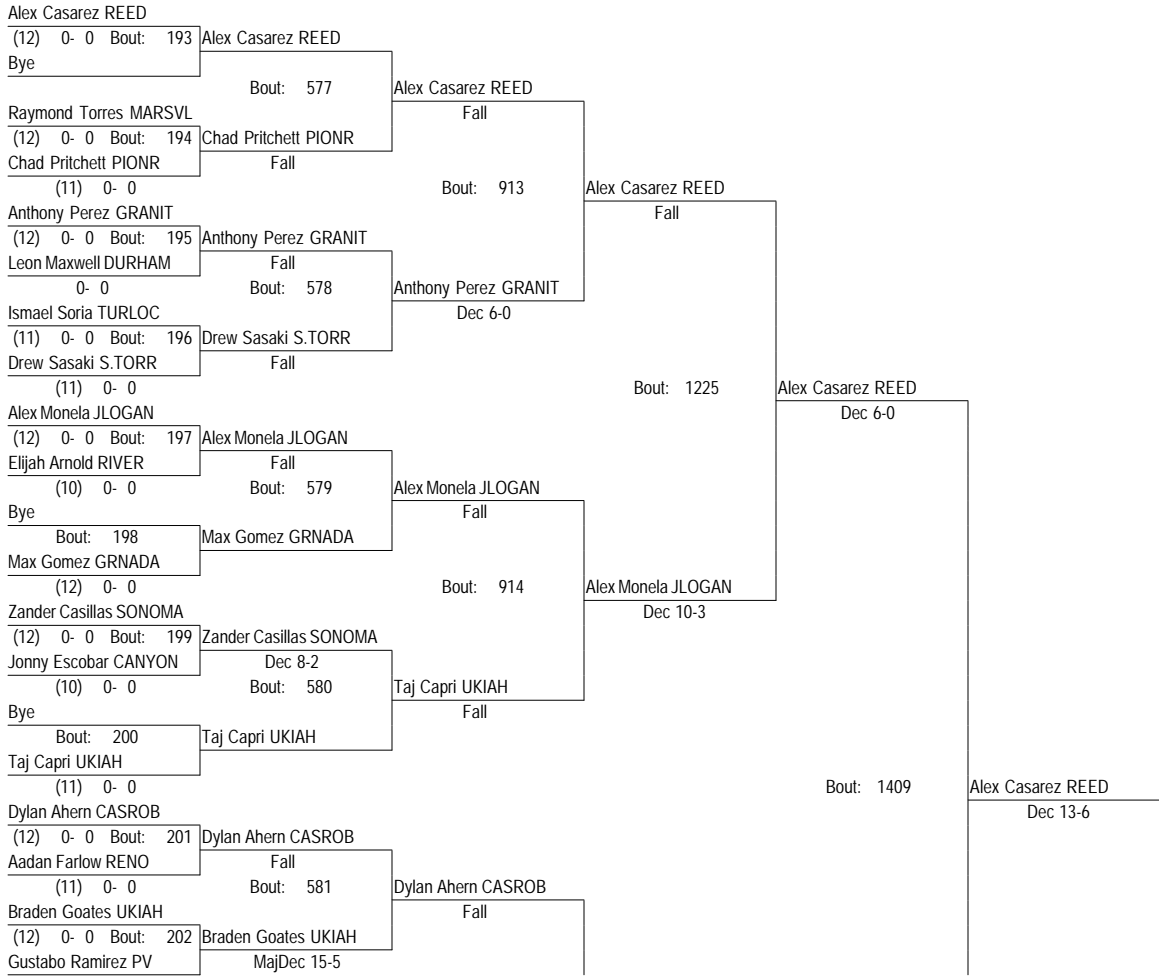 Alex Casarez REED
(12) 0- 0 Bout: 193 Alex Casarez REED
Bye
Bout: 577 Alex Casarez REED
Raymond Torres MARSVL Fall
(12) 0- 0 Bout: 194 Chad Pritchett PIONR
Chad Pritchett PIONR Fall
(11) 0- 0 Bout: 913 Alex Casarez REED
Anthony Perez GRANIT Fall
(12) 0- 0 Bout: 195 Anthony Perez GRANIT
Leon Maxwell DURHAM Fall
0- 0 Bout: 578 Anthony Perez GRANIT
Ismael Soria TURLOC Dec 6-0
(11) 0- 0 Bout: 196 Drew Sasaki S.TORR
Drew Sasaki S.TORR Fall
(11) 0- 0 Bout: 1225 Alex Casarez REED
Alex Monela JLOGAN Dec 6-0
(12) 0- 0 Bout: 197 Alex Monela JLOGAN
Elijah Arnold RIVER Fall
(10) 0- 0 Bout: 579 Alex Monela JLOGAN
Bye Fall
Bout: 198 Max Gomez GRNADA
Max Gomez GRNADA
(12) 0- 0 Bout: 914 Alex Monela JLOGAN
Zander Casillas SONOMA Dec 10-3
(12) 0- 0 Bout: 199 Zander Casillas SONOMA
Jonny Escobar CANYON Dec 8-2
(10) 0- 0 Bout: 580 Taj Capri UKIAH
Bye Fall
Bout: 200 Taj Capri UKIAH
Taj Capri UKIAH
(11) 0- 0 Bout: 1409 Alex Casarez REED
Dylan Ahern CASROB Dec 13-6
(12) 0- 0 Bout: 201 Dylan Ahern CASROB
Aadan Farlow RENO Fall
(11) 0- 0 Bout: 581 Dylan Ahern CASROB
Braden Goates UKIAH Fall
(12) 0- 0 Bout: 202 Braden Goates UKIAH
Gustabo Ramirez PV MajDec 15-5